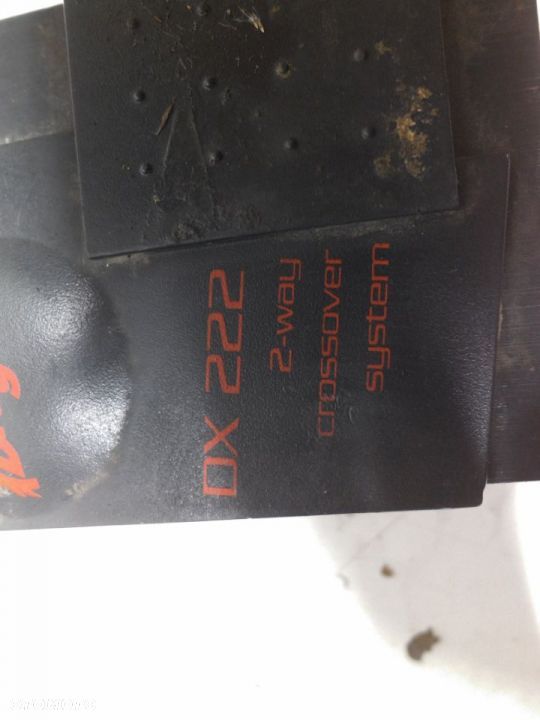 DX 222
2-way
crossover
system